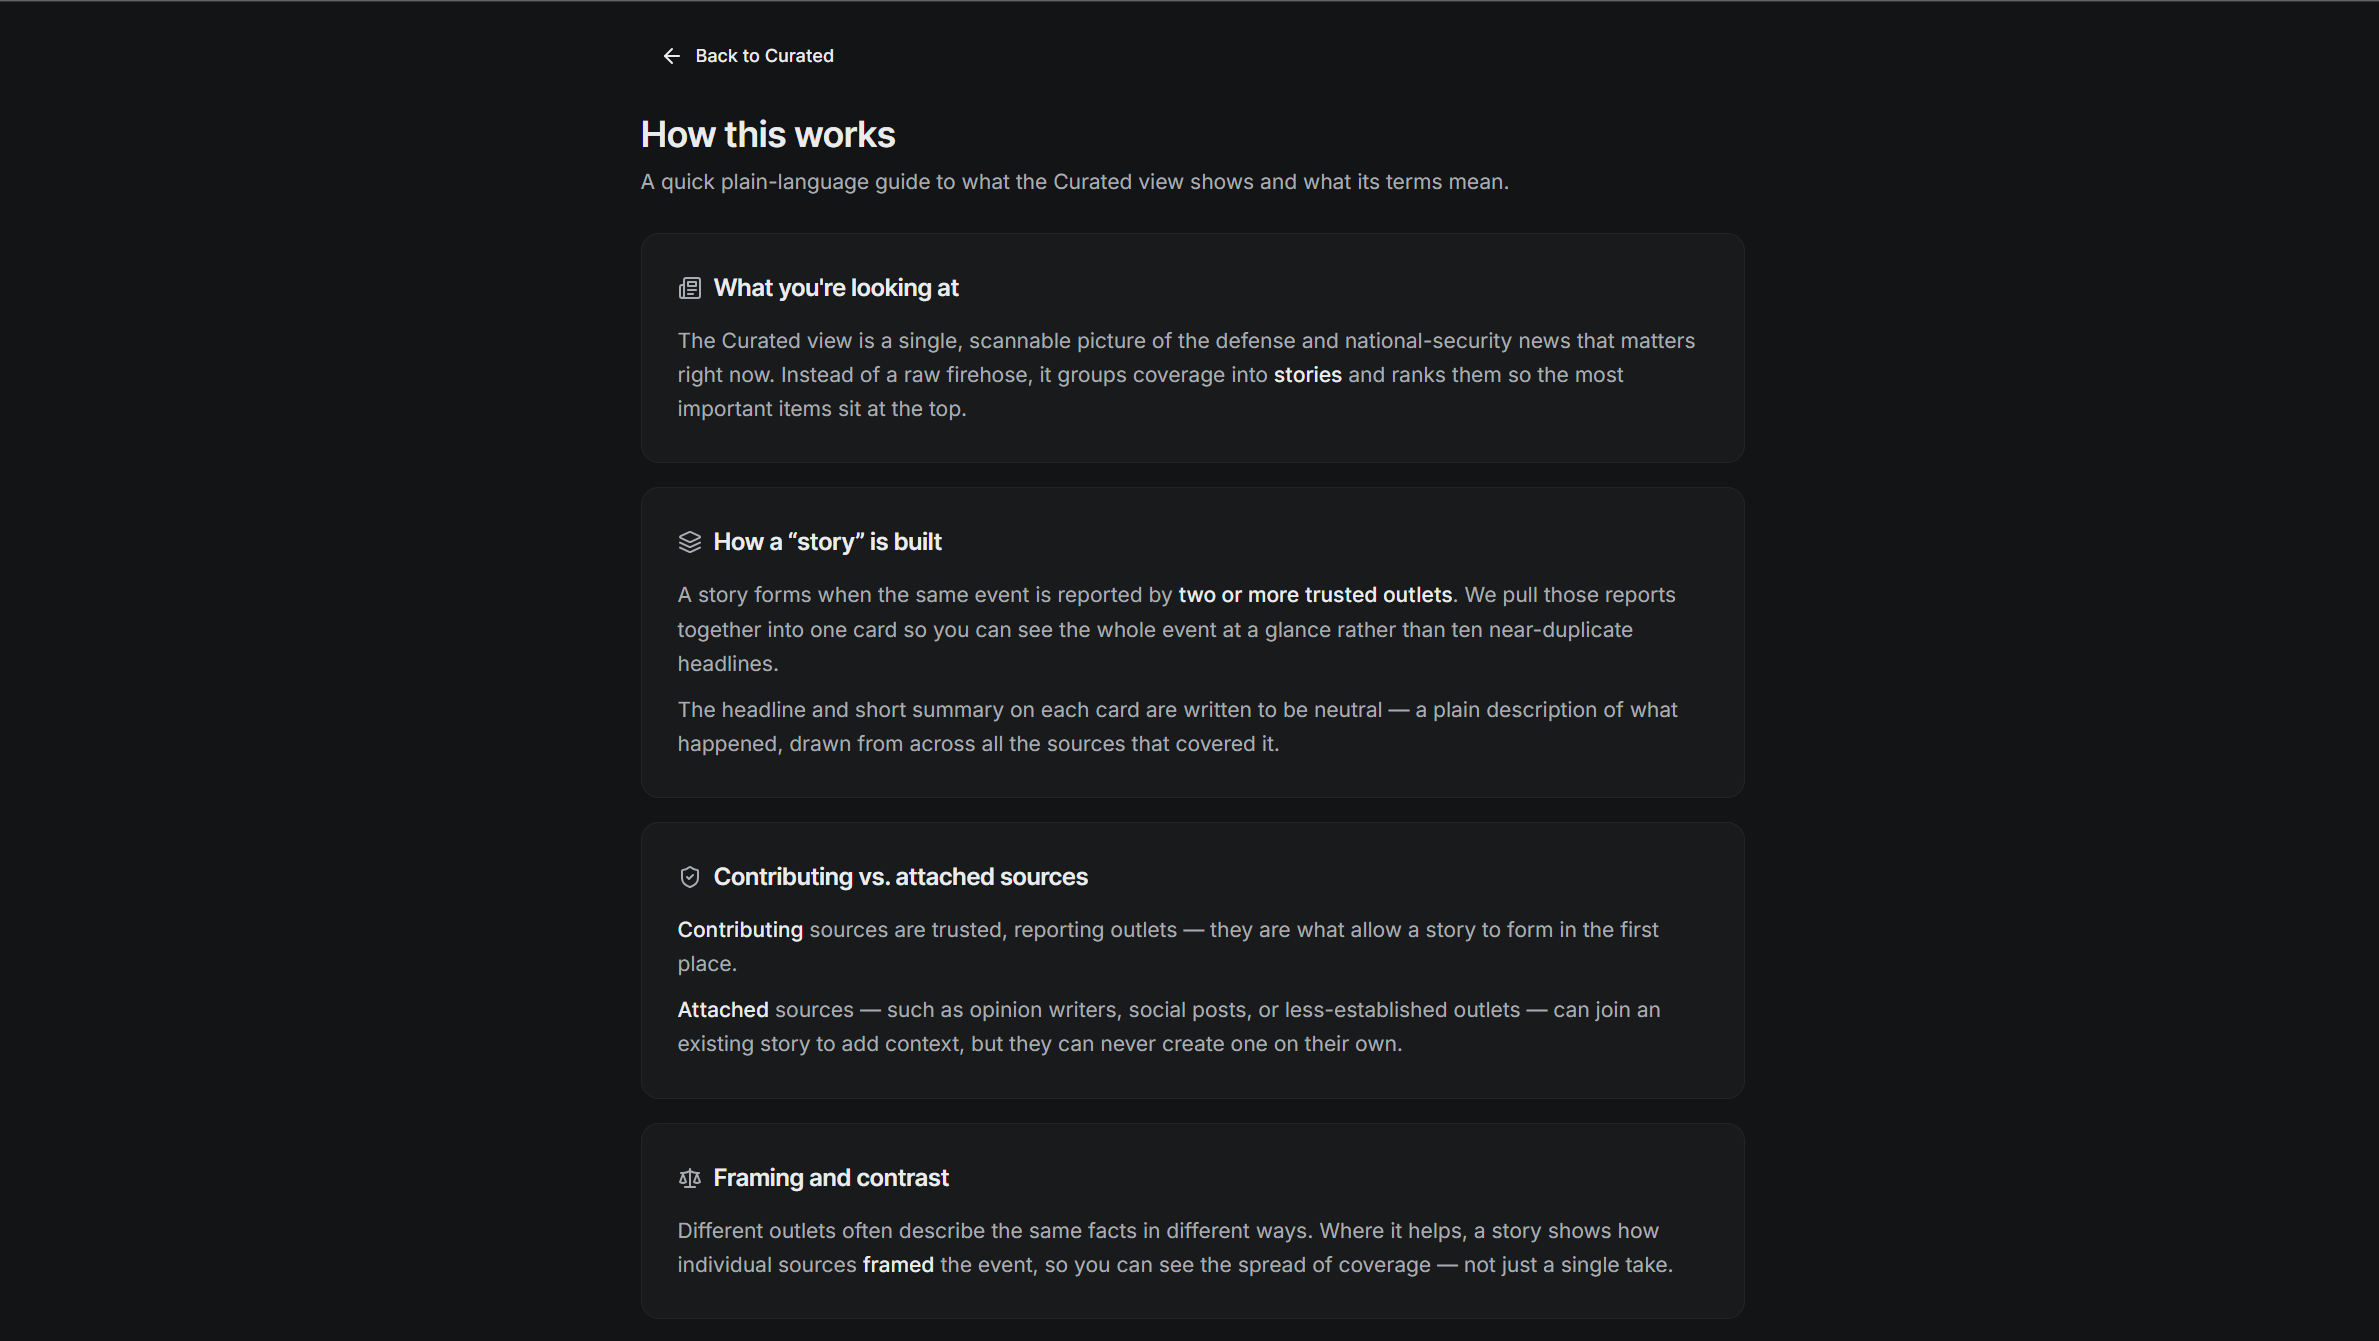 Back to Curated
How this works
A quick plain-language guide to what the Curated view shows and what its terms mean.
What you're looking at
The Curated view is a single, scannable picture of the defense and national-security news that matters
right now. Instead of a raw firehose, it groups coverage into stories and ranks them so the most
important items sit at the top.
How a “story” is built
A story forms when the same event is reported by two or more trusted outlets. We pull those reports
together into one card so you can see the whole event at a glance rather than ten near-duplicate
headlines.
The headline and short summary on each card are written to be neutral — a plain description of what
happened, drawn from across all the sources that covered it.
Contributing vs. attached sources
Contributing sources are trusted, reporting outlets — they are what allow a story to form in the first
place.
Attached sources — such as opinion writers, social posts, or less-established outlets — can join an
existing story to add context, but they can never create one on their own.
Framing and contrast
Different outlets often describe the same facts in different ways. Where it helps, a story shows how
individual sources framed the event, so you can see the spread of coverage — not just a single take.